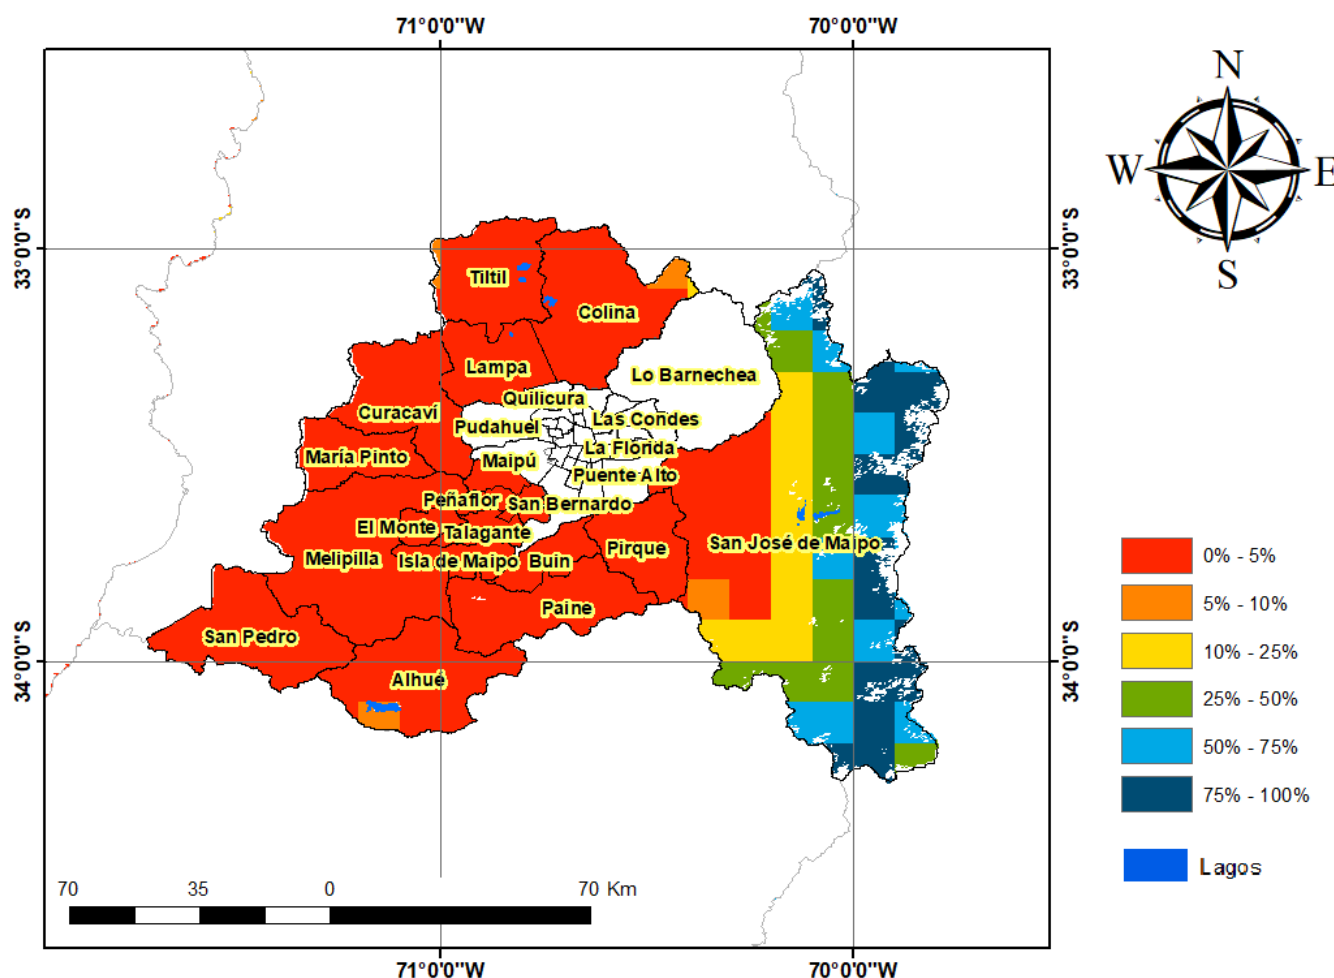 71°0'0"W 70°0'0"W
N
W E
S
33°0'0"S 33°0'0"S
Tiltil
Colina
Lampa
Lo Barnechea
Quilicura
Curacaví
Las Condes
Pudahuel
La Florida
María Pinto
Maipú
Puente Alto
Peñaflor
San Bernardo
El Monte
Talagante
San José de Maipo
Pirque
Melipilla
Isla de Maipo
Buin
Paine
San Pedro
34°0'0"S 34°0'0"S
Alhué
0% - 5%
5% - 10%
10% - 25%
25% - 50%
50% - 75%
75% - 100%
Lagos
70 35 0 70 Km
71°0'0"W 70°0'0"W